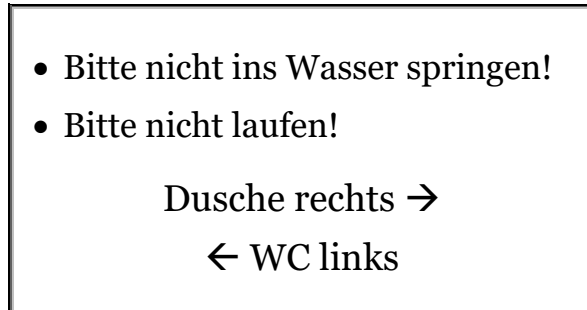 • Bitte nicht ins Wasser springen!
• Bitte nicht laufen!
Dusche rechts →
← WC links